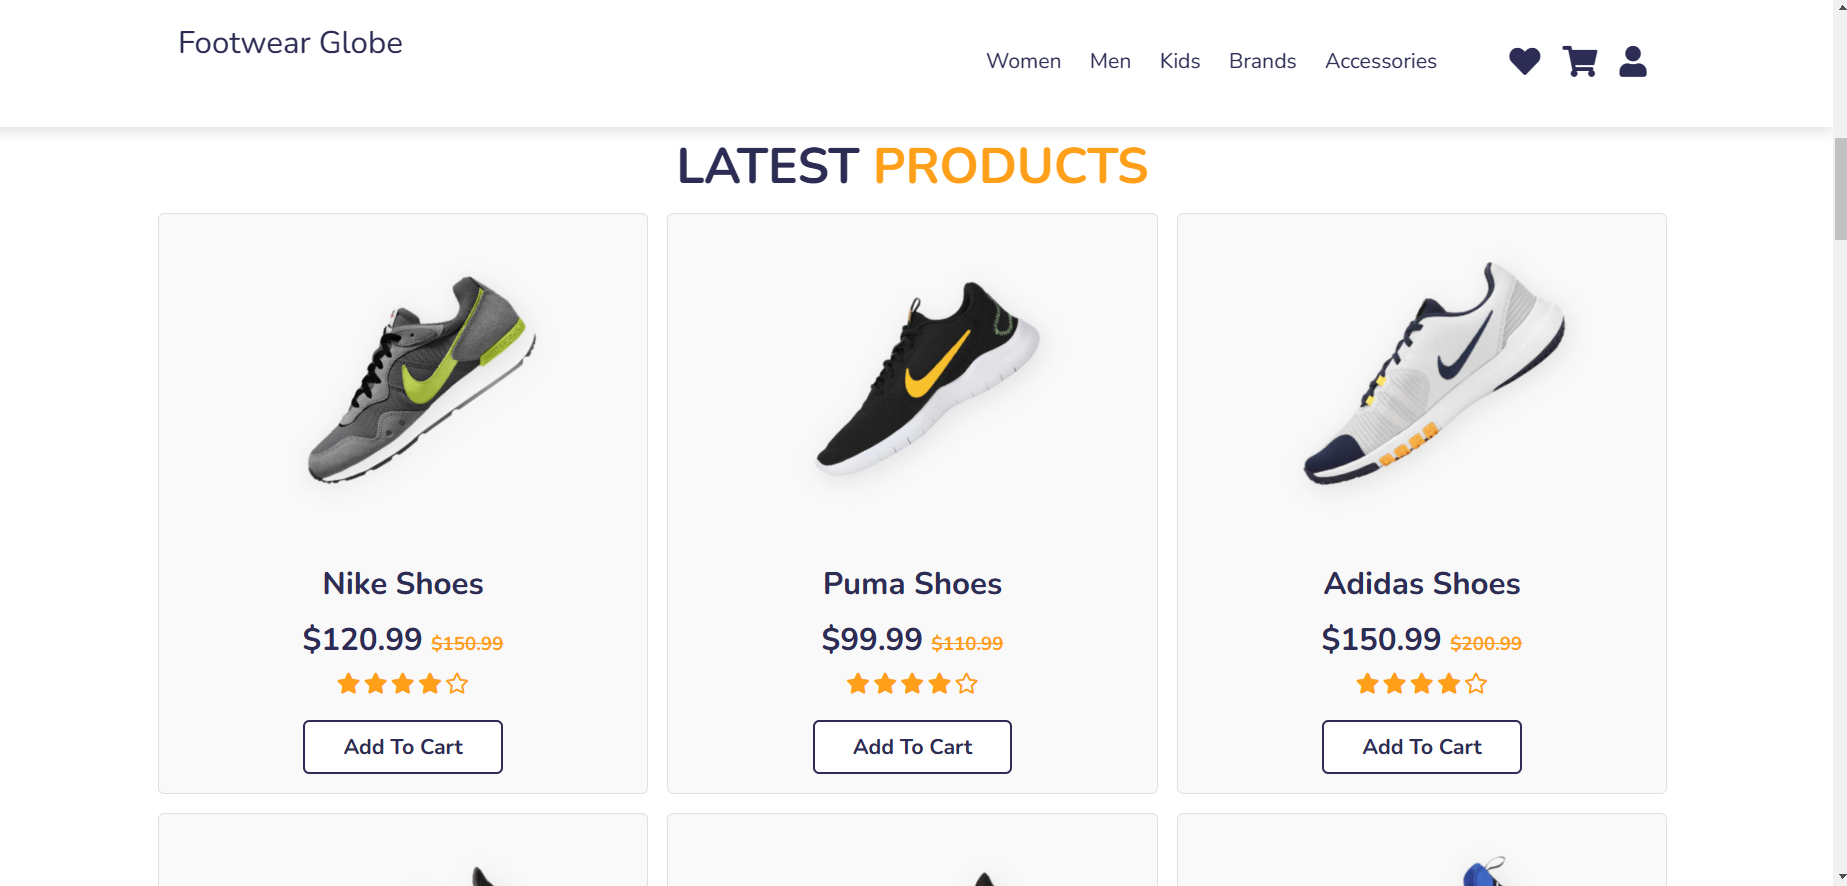 Footwear Globe
Women Men Kids Brands Accessories
LATEST PRODUCTS
Nike Shoes
$120.99 $150.99
Add To Cart
Puma Shoes
$99.99 $110.99
Add To Cart
Adidas Shoes
$150.99 $200.99
Add To Cart